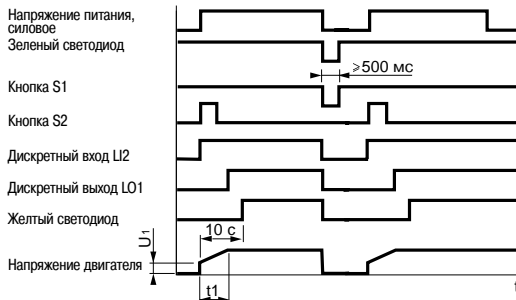 Напряжение питания,
силовое
Зеленый светодиод
≥500 мс
Кнопка S1
Кнопка S2
Дискретный вход LI2
Дискретный выход LO1
Желтый светодиод
10 с
U1
Напряжение двигателя
t1
t